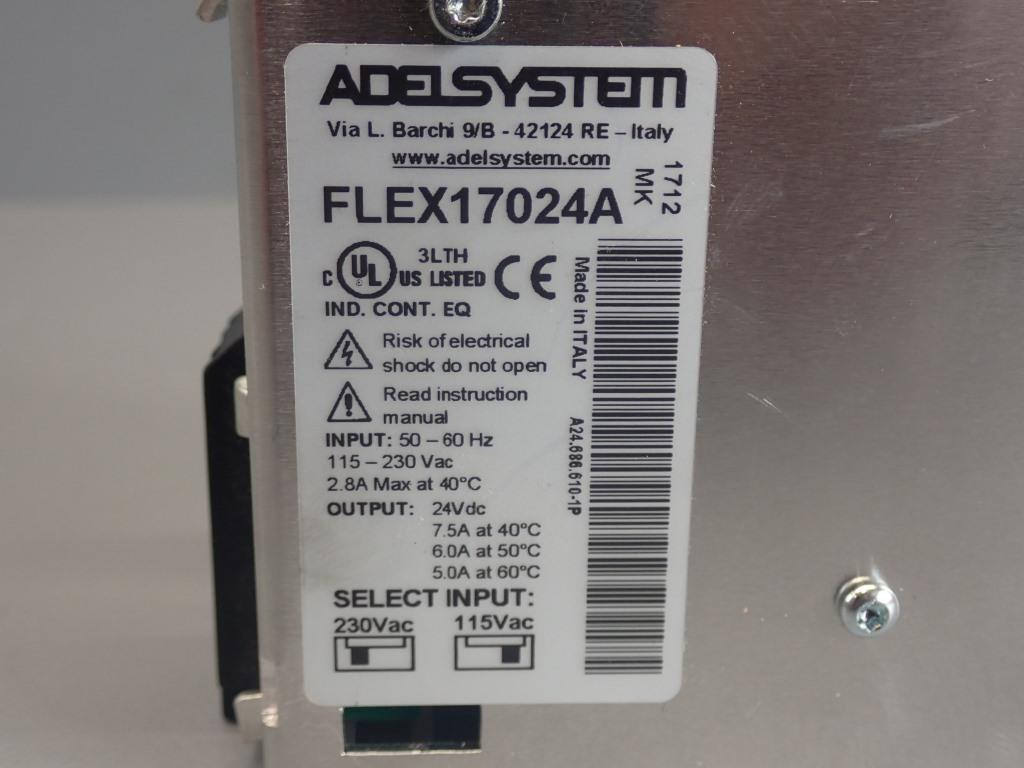 ADELSYSTEM
Via L. Barchi 9/B - 42124 RE – Italy
www.adelsystem.com
FLEX17024A
1712
MK
C UL US LISTED
3LTH
CE
IND. CONT. EQ
Risk of electrical
shock do not open
Read instruction
manual
INPUT: 50 – 60 Hz
115 – 230 Vac
2.8A Max at 40°C
OUTPUT: 24Vdc
7.5A at 40°C
6.0A at 50°C
5.0A at 60°C
SELECT INPUT:
230Vac 115Vac
Made in ITALY
A24.686.610-1P